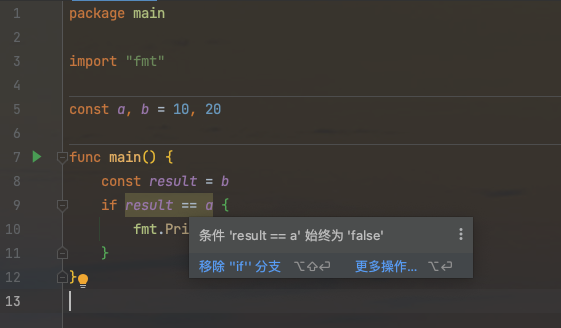 1 package main
2
3 import "fmt"
4
5 const a, b = 10, 20
6
7 func main() {
8 const result = b
9 if result == a {
10 fmt.Pri
条件 'result == a' 始终为 'false'
11 }
移除 "if" 分支 ⌥⇧⏎ 更多操作... ⌥⏎
12 }
13